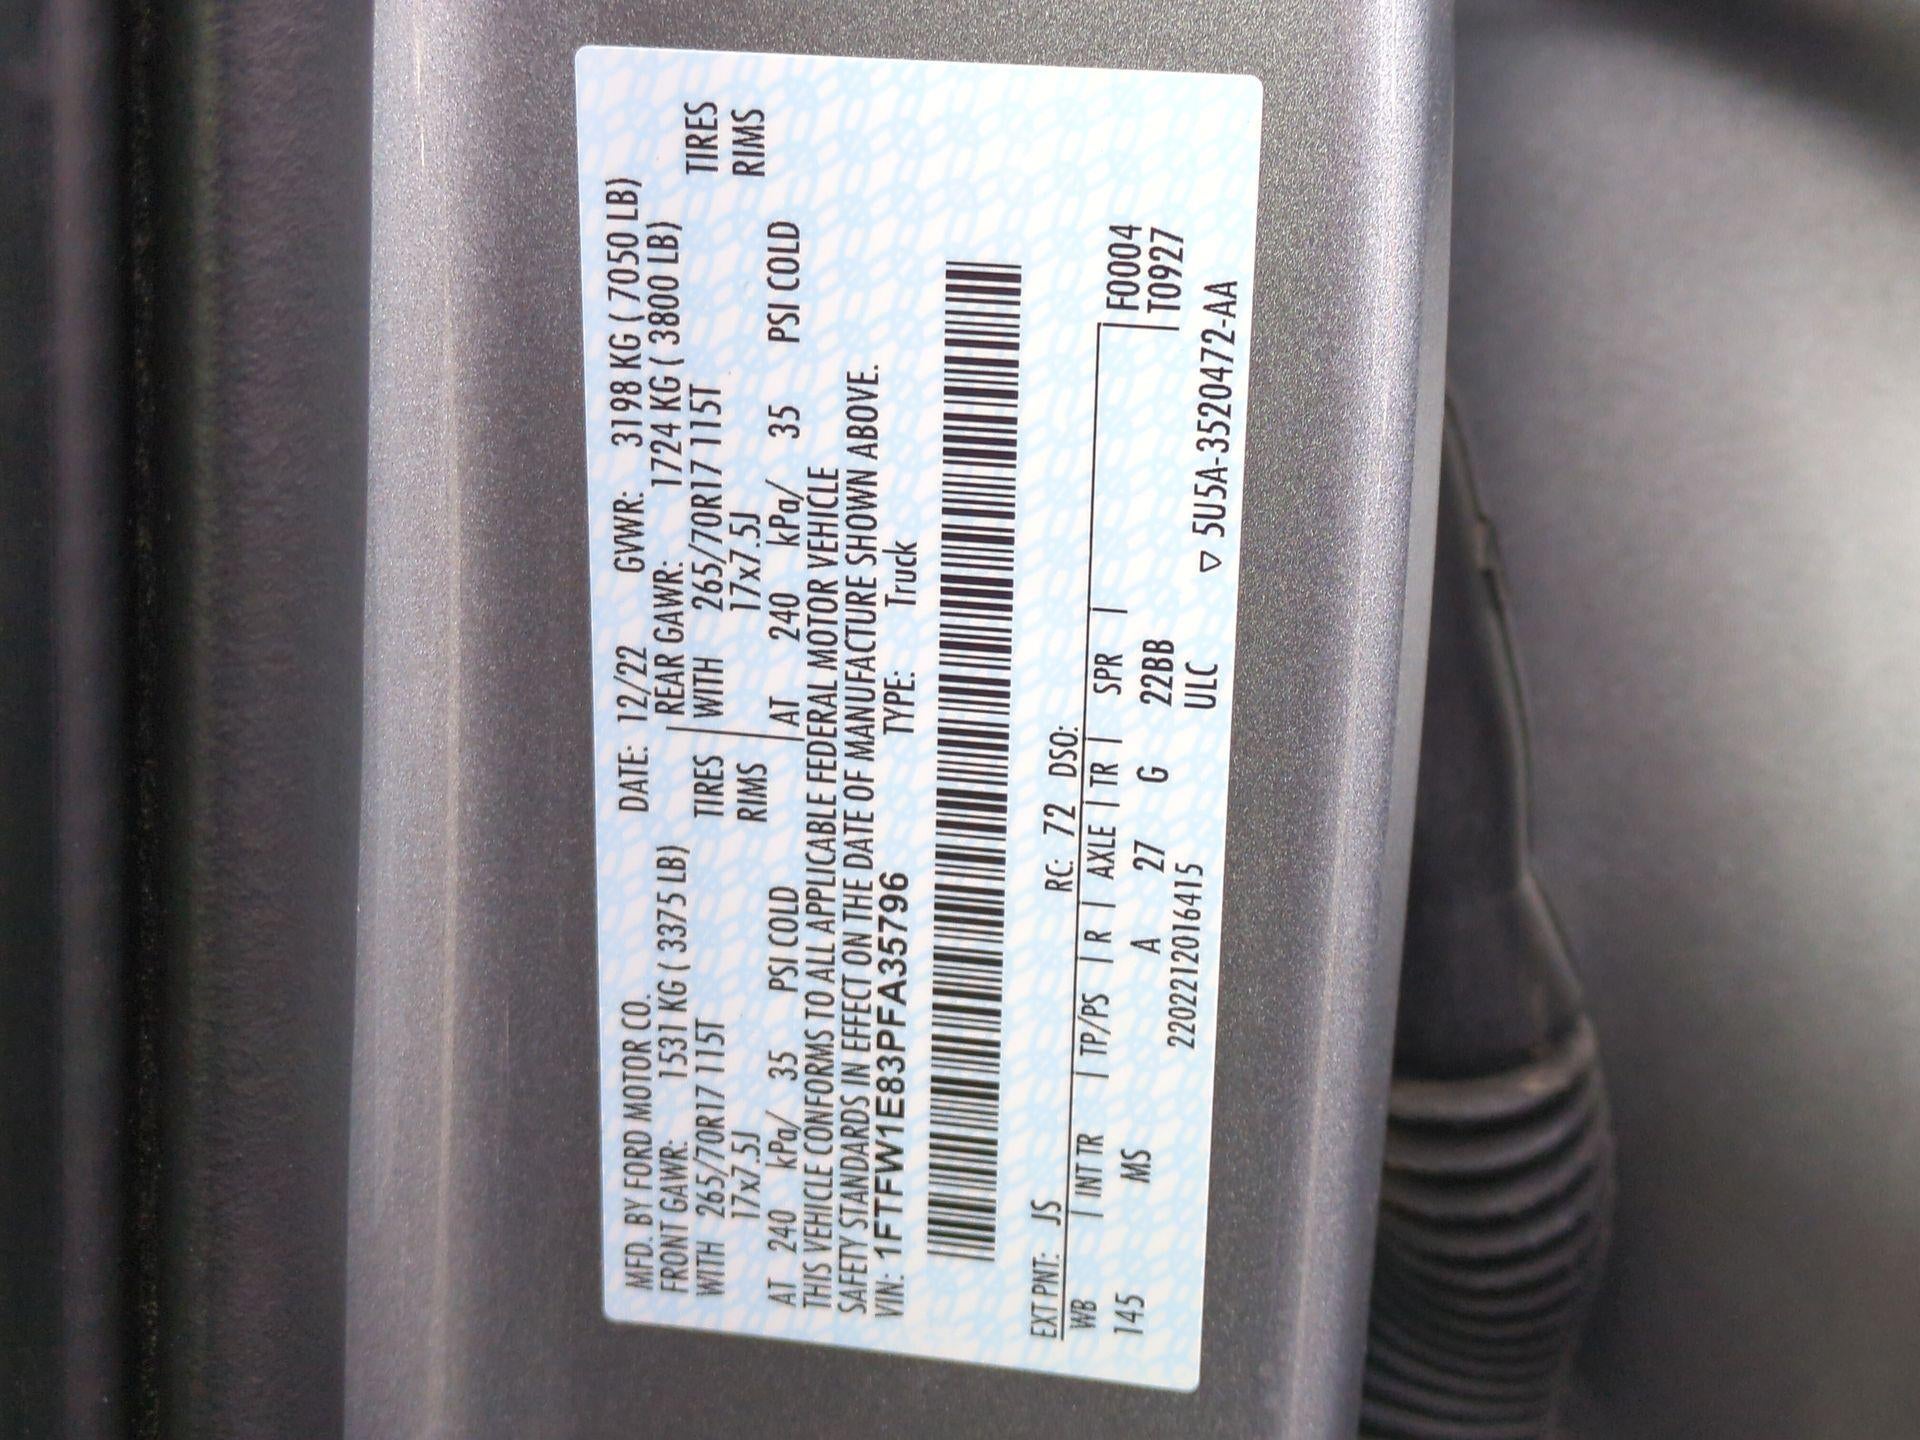 MFD. BY FORD MOTOR CO. DATE: 12/22 GVWR: 3198 KG ( 7050 LB)
FRONT GAWR: 1531 KG ( 3375 LB) REAR GAWR: 1724 KG ( 3800 LB)
WITH 265/70R17 115T TIRES WITH 265/70R17 115T TIRES
17x7.5J RIMS 17x7.5J RIMS
AT 240 kPa/ 35 PSI COLD AT 240 kPa/ 35 PSI COLD
THIS VEHICLE CONFORMS TO ALL APPLICABLE FEDERAL MOTOR VEHICLE
SAFETY STANDARDS IN EFFECT ON THE DATE OF MANUFACTURE SHOWN ABOVE.
VIN: 1FTFW1E83PFA35796 TYPE: Truck
EXT PNT: JS RC: 72 DSO:
WB | INT TR | TP/PS | R | AXLE | TR | SPR | F0004
145 MS A 27 G 22BB T0927
2202212016415 ULC ▽ 5U5A-3520472-AA